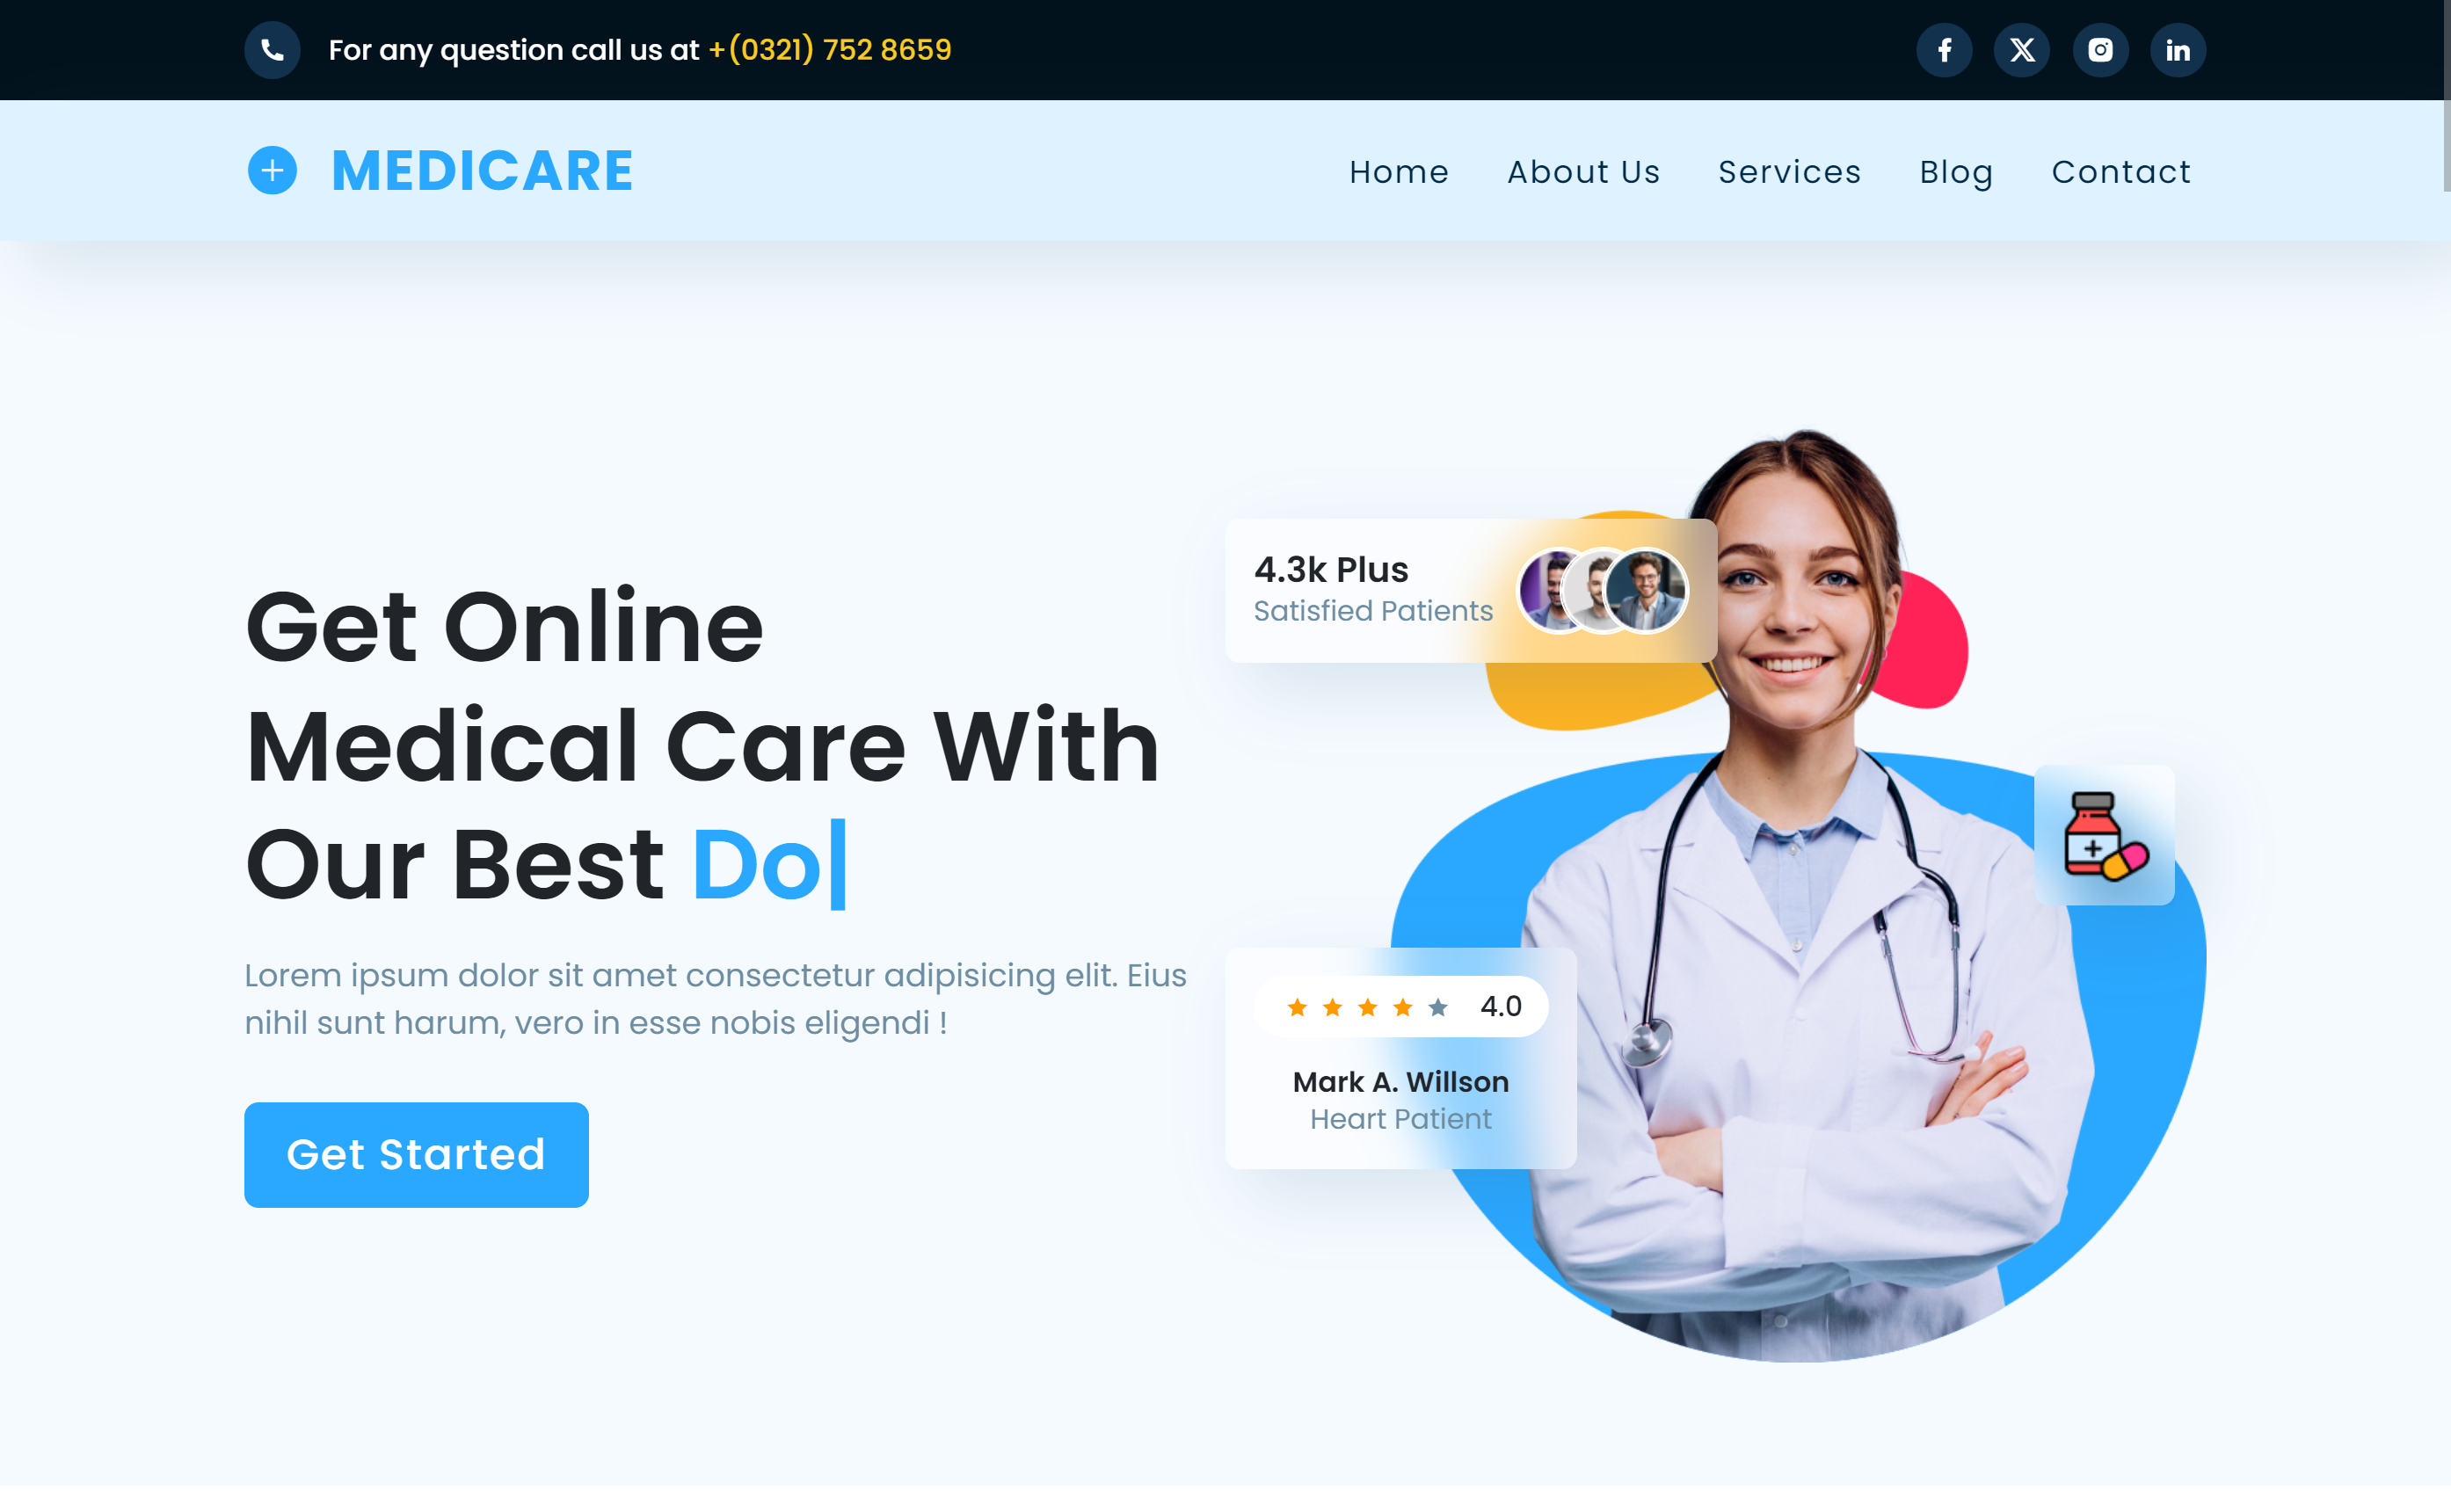 For any question call us at +(0321) 752 8659
MEDICARE
Home
About Us
Services
Blog
Contact
Get Online
Medical Care With
Our Best Do|
Lorem ipsum dolor sit amet consectetur adipisicing elit. Eius
nihil sunt harum, vero in esse nobis eligendi !
Get Started
4.3k Plus
Satisfied Patients
4.0
Mark A. Willson
Heart Patient